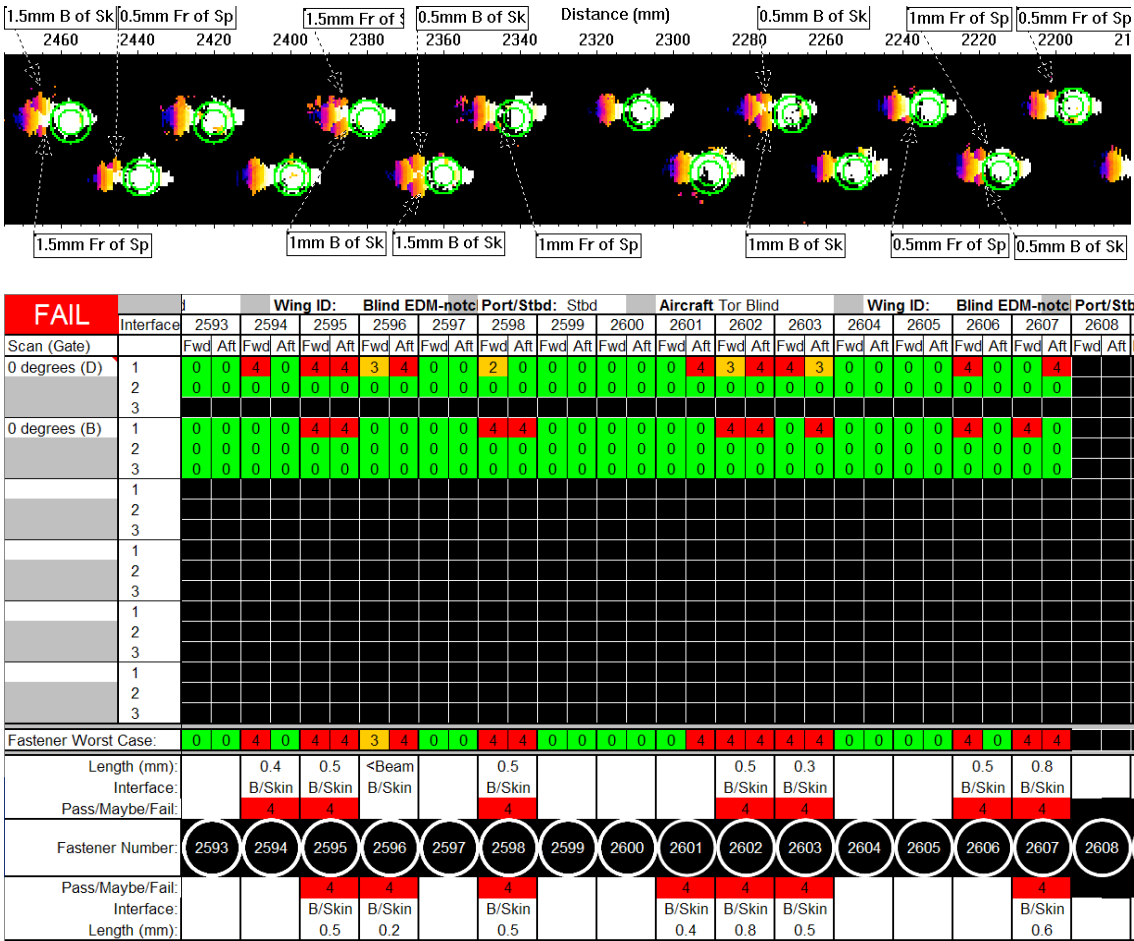 1.5mm B of Sk 0.5mm Fr of Sp 1.5mm Fr of S 0.5mm B of Sk Distance (mm) 0.5mm B of Sk 1mm Fr of Sp 0.5mm Fr of Sp
2460 2440 2420 2400 2380 2360 2340 2320 2300 2280 2260 2240 2220 2200 21
1.5mm Fr of Sp 1mm B of Sk 1.5mm B of Sk 1mm Fr of Sp 1mm B of Sk 0.5mm Fr of Sp 0.5mm B of Sk
FAIL Wing ID: Blind EDM-notc Port/Stbd: Stbd Aircraft Tor Blind Wing ID: Blind EDM-notc Port/Stb
Interface 2593 2594 2595 2596 2597 2598 2599 2600 2601 2602 2603 2604 2605 2606 2607 2608
Scan (Gate) Fwd Aft Fwd Aft Fwd Aft Fwd Aft Fwd Aft Fwd Aft Fwd Aft Fwd Aft Fwd Aft Fwd Aft Fwd Aft Fwd Aft Fwd Aft Fwd Aft Fwd Aft Fwd Aft
0 degrees (D) 1 0 0 4 0 4 4 3 4 0 0 2 0 0 0 0 0 0 4 3 4 4 3 0 0 0 0 4 0 0 4
2 0 0 0 0 0 0 0 0 0 0 0 0 0 0 0 0 0 0 0 0 0 0 0 0 0 0 0 0 0 0
3
0 degrees (B) 1 0 0 0 0 4 4 0 0 0 0 4 4 0 0 0 0 0 0 4 4 0 4 0 0 0 0 4 0 4 0
2 0 0 0 0 0 0 0 0 0 0 0 0 0 0 0 0 0 0 0 0 0 0 0 0 0 0 0 0 0 0
3 0 0 0 0 0 0 0 0 0 0 0 0 0 0 0 0 0 0 0 0 0 0 0 0 0 0 0 0 0 0
1
2
3
1
2
3
1
2
3
1
2
3
Fastener Worst Case: 0 0 4 0 4 4 3 4 0 0 4 4 0 0 0 0 0 4 4 4 4 4 0 0 0 0 4 0 4 4
Length (mm): 0.4 0.5 <Beam 0.5 0.5 0.3 0.5 0.8
Interface: B/Skin B/Skin B/Skin B/Skin B/Skin B/Skin B/Skin B/Skin
Pass/Maybe/Fail: 4 4 4 4 4 4 4
Fastener Number: 2593 2594 2595 2596 2597 2598 2599 2600 2601 2602 2603 2604 2605 2606 2607 2608
Pass/Maybe/Fail: 4 4 4 4 4 4 4
Interface: B/Skin B/Skin B/Skin B/Skin B/Skin B/Skin B/Skin
Length (mm): 0.5 0.2 0.5 0.4 0.8 0.5 0.6